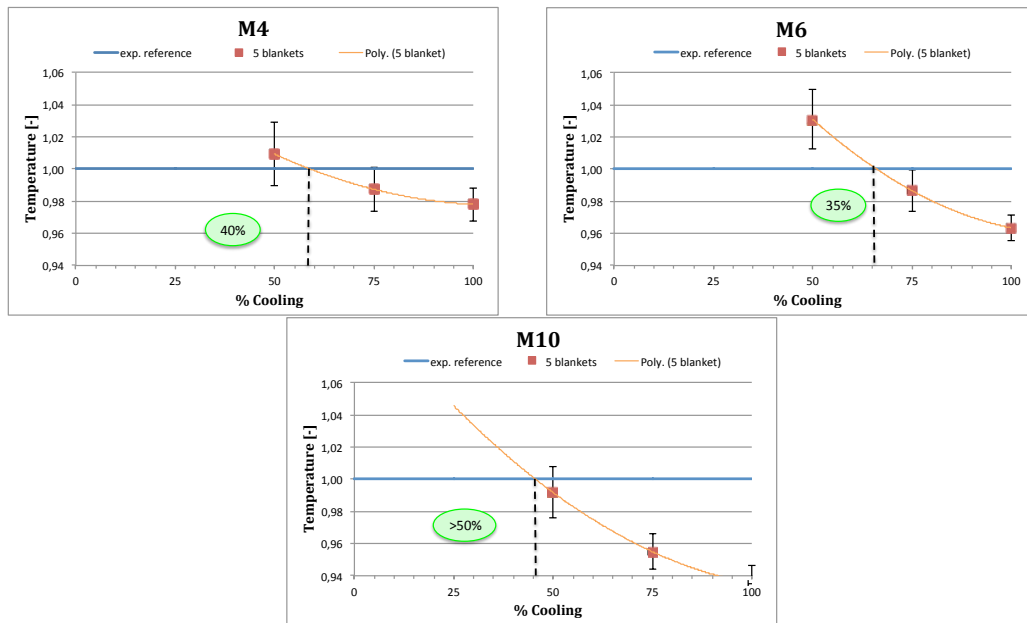 M4
exp. reference 5 blankets Poly. (5 blanket)
1,06
1,04
1,02
1,00
0,98
0,96
0,94
Temperature [-]
40%
0 25 50 75 100
% Cooling
M6
exp. reference 5 blankets Poly. (5 blanket)
1,06
1,04
1,02
1,00
0,98
0,96
0,94
Temperature [-]
35%
0 25 50 75 100
% Cooling
M10
exp. reference 5 blankets Poly. (5 blanket)
1,06
1,04
1,02
1,00
0,98
0,96
0,94
Temperature [-]
>50%
0 25 50 75 100
% Cooling